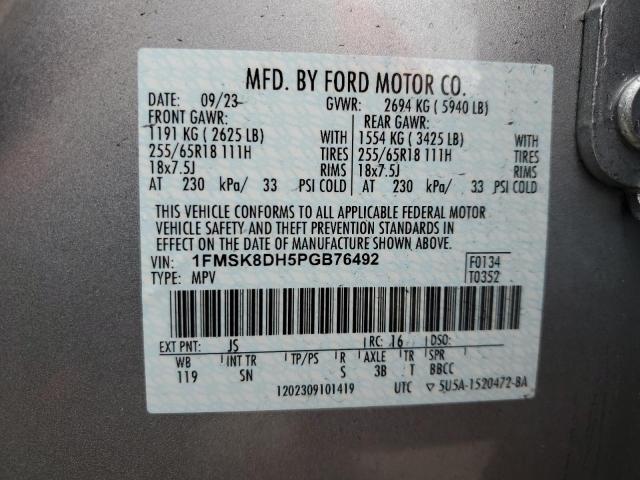 MFD. BY FORD MOTOR CO.
DATE: 09/23 GVWR: 2694 KG ( 5940 LB)
FRONT GAWR: REAR GAWR:
1191 KG ( 2625 LB) WITH 1554 KG ( 3425 LB) WITH
255/65R18 111H TIRES 255/65R18 111H TIRES
18x7.5J RIMS 18x7.5J RIMS
AT 230 kPa/ 33 PSI COLD AT 230 kPa/ 33 PSI COLD
THIS VEHICLE CONFORMS TO ALL APPLICABLE FEDERAL MOTOR
VEHICLE SAFETY AND THEFT PREVENTION STANDARDS IN
EFFECT ON THE DATE OF MANUFACTURE SHOWN ABOVE.
VIN: 1FMSK8DH5PGB76492 F0134
TYPE: MPV T0352
EXT PNT: JS RC: 16 DSO:
WB INT TR TP/PS R AXLE TR SPR
119 SN S 3B T BBCC
1202309101419 UTC ▽ 5U5A-1520472-BA